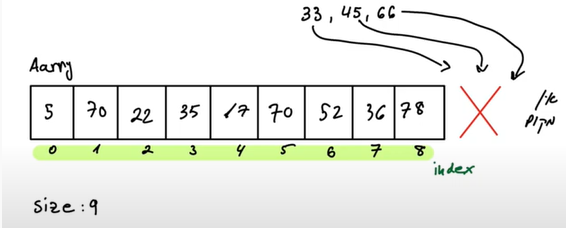 33, 45, 66
Aarry
5 70 22 35 17 70 52 36 78
0 1 2 3 4 5 6 7 8
index
size: 9